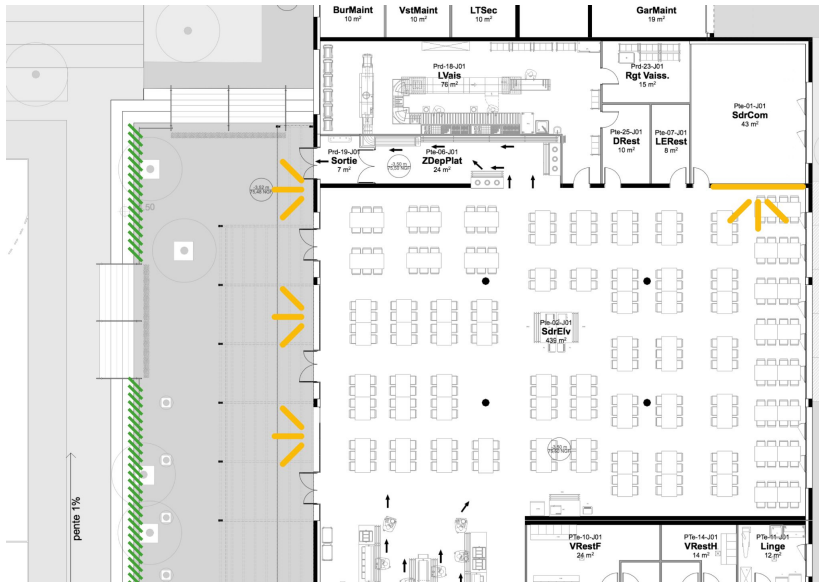 BurMaint
10 m²
VstMaint
10 m²
LTSec
10 m²
GarMaint
19 m²
Prd-18-J01
LVais
76 m²
Prd-23-J01
Rgt Vaiss.
15 m²
Pte-01-J01
SdrCom
43 m²
Prd-19-J01
Sortie
7 m²
Pte-06-J01
ZDepPlat
24 m²
Pte-25-J01
DRest
10 m²
Pte-07-J01
LERest
8 m²
Pte-02-J01
SdrElv
439 m²
pente 1%
PTe-10-J01
VRestF
24 m²
PTe-14-J01
VRestH
14 m²
PTe-11-J01
Linge
12 m²